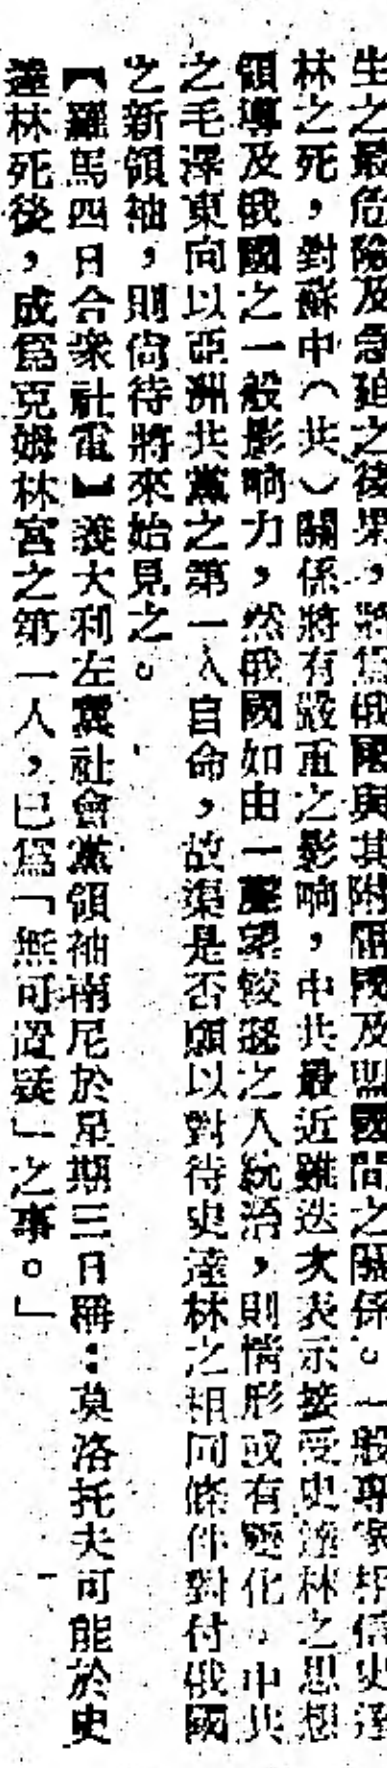 生之最危險及急迫之後果，將爲俄國與其附庸國及盟國間之關係。一般專家相信史達
林之死，對蘇中（共）關係將有嚴重之影响，中共最近雖迭次表示接受史達林之思想
領導及俄國之一般影响力，然俄國如由一聲望較遜之人統治，則情形或有變化。中共
之毛澤東向以亞洲共黨之第一人自命，故渠是否願以對待史達林之相同條件對付俄國
之新領袖，則尙待將來始見之。
【羅馬四日合衆社電】義大利左翼社會黨領袖南尼於星期三日稱：莫洛托夫可能於史
達林死後，成爲克姆林宮之第一人，已爲「無可置疑」之事。」